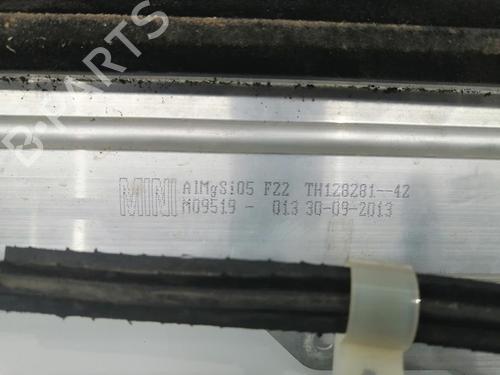 MINI AlMgSi05 F22 TH128281--42
M09519 - 013 30-09-2013
B-PARTS